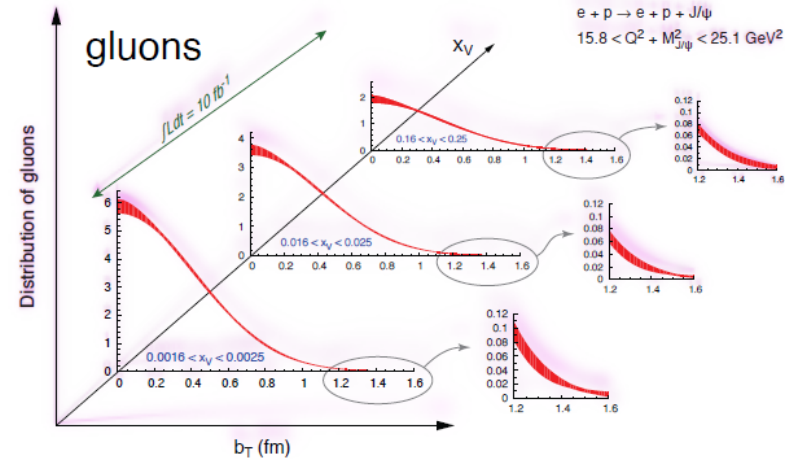 gluons
e + p → e + p + J/ψ
15.8 < Q² + M²J/ψ < 25.1 GeV²
xV
∫Ldt = 10 fb⁻¹
Distribution of gluons
2
1
0
0.16 < xV < 0.25
0 0.2 0.4 0.6 0.8 1 1.2 1.4 1.6
0.12
0.1
0.08
0.06
0.04
0.02
0
1.2 1.4 1.6
4
3
2
1
0
0.016 < xV < 0.025
0 0.2 0.4 0.6 0.8 1 1.2 1.4 1.6
0.12
0.1
0.08
0.06
0.04
0.02
0
1.2 1.4 1.6
6
5
4
3
2
1
0
0.0016 < xV < 0.0025
0 0.2 0.4 0.6 0.8 1 1.2 1.4 1.6
0.12
0.1
0.08
0.06
0.04
0.02
0
1.2 1.4 1.6
bT (fm)